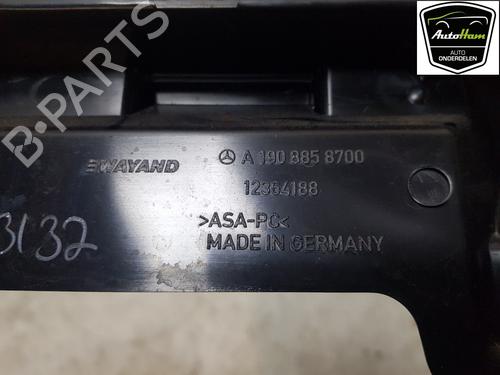 AutoHam
AUTO
ONDERDELEN
B-PARTS
WAYAND A 190 885 8700
12364188
>ASA-PC<
MADE IN GERMANY
3132